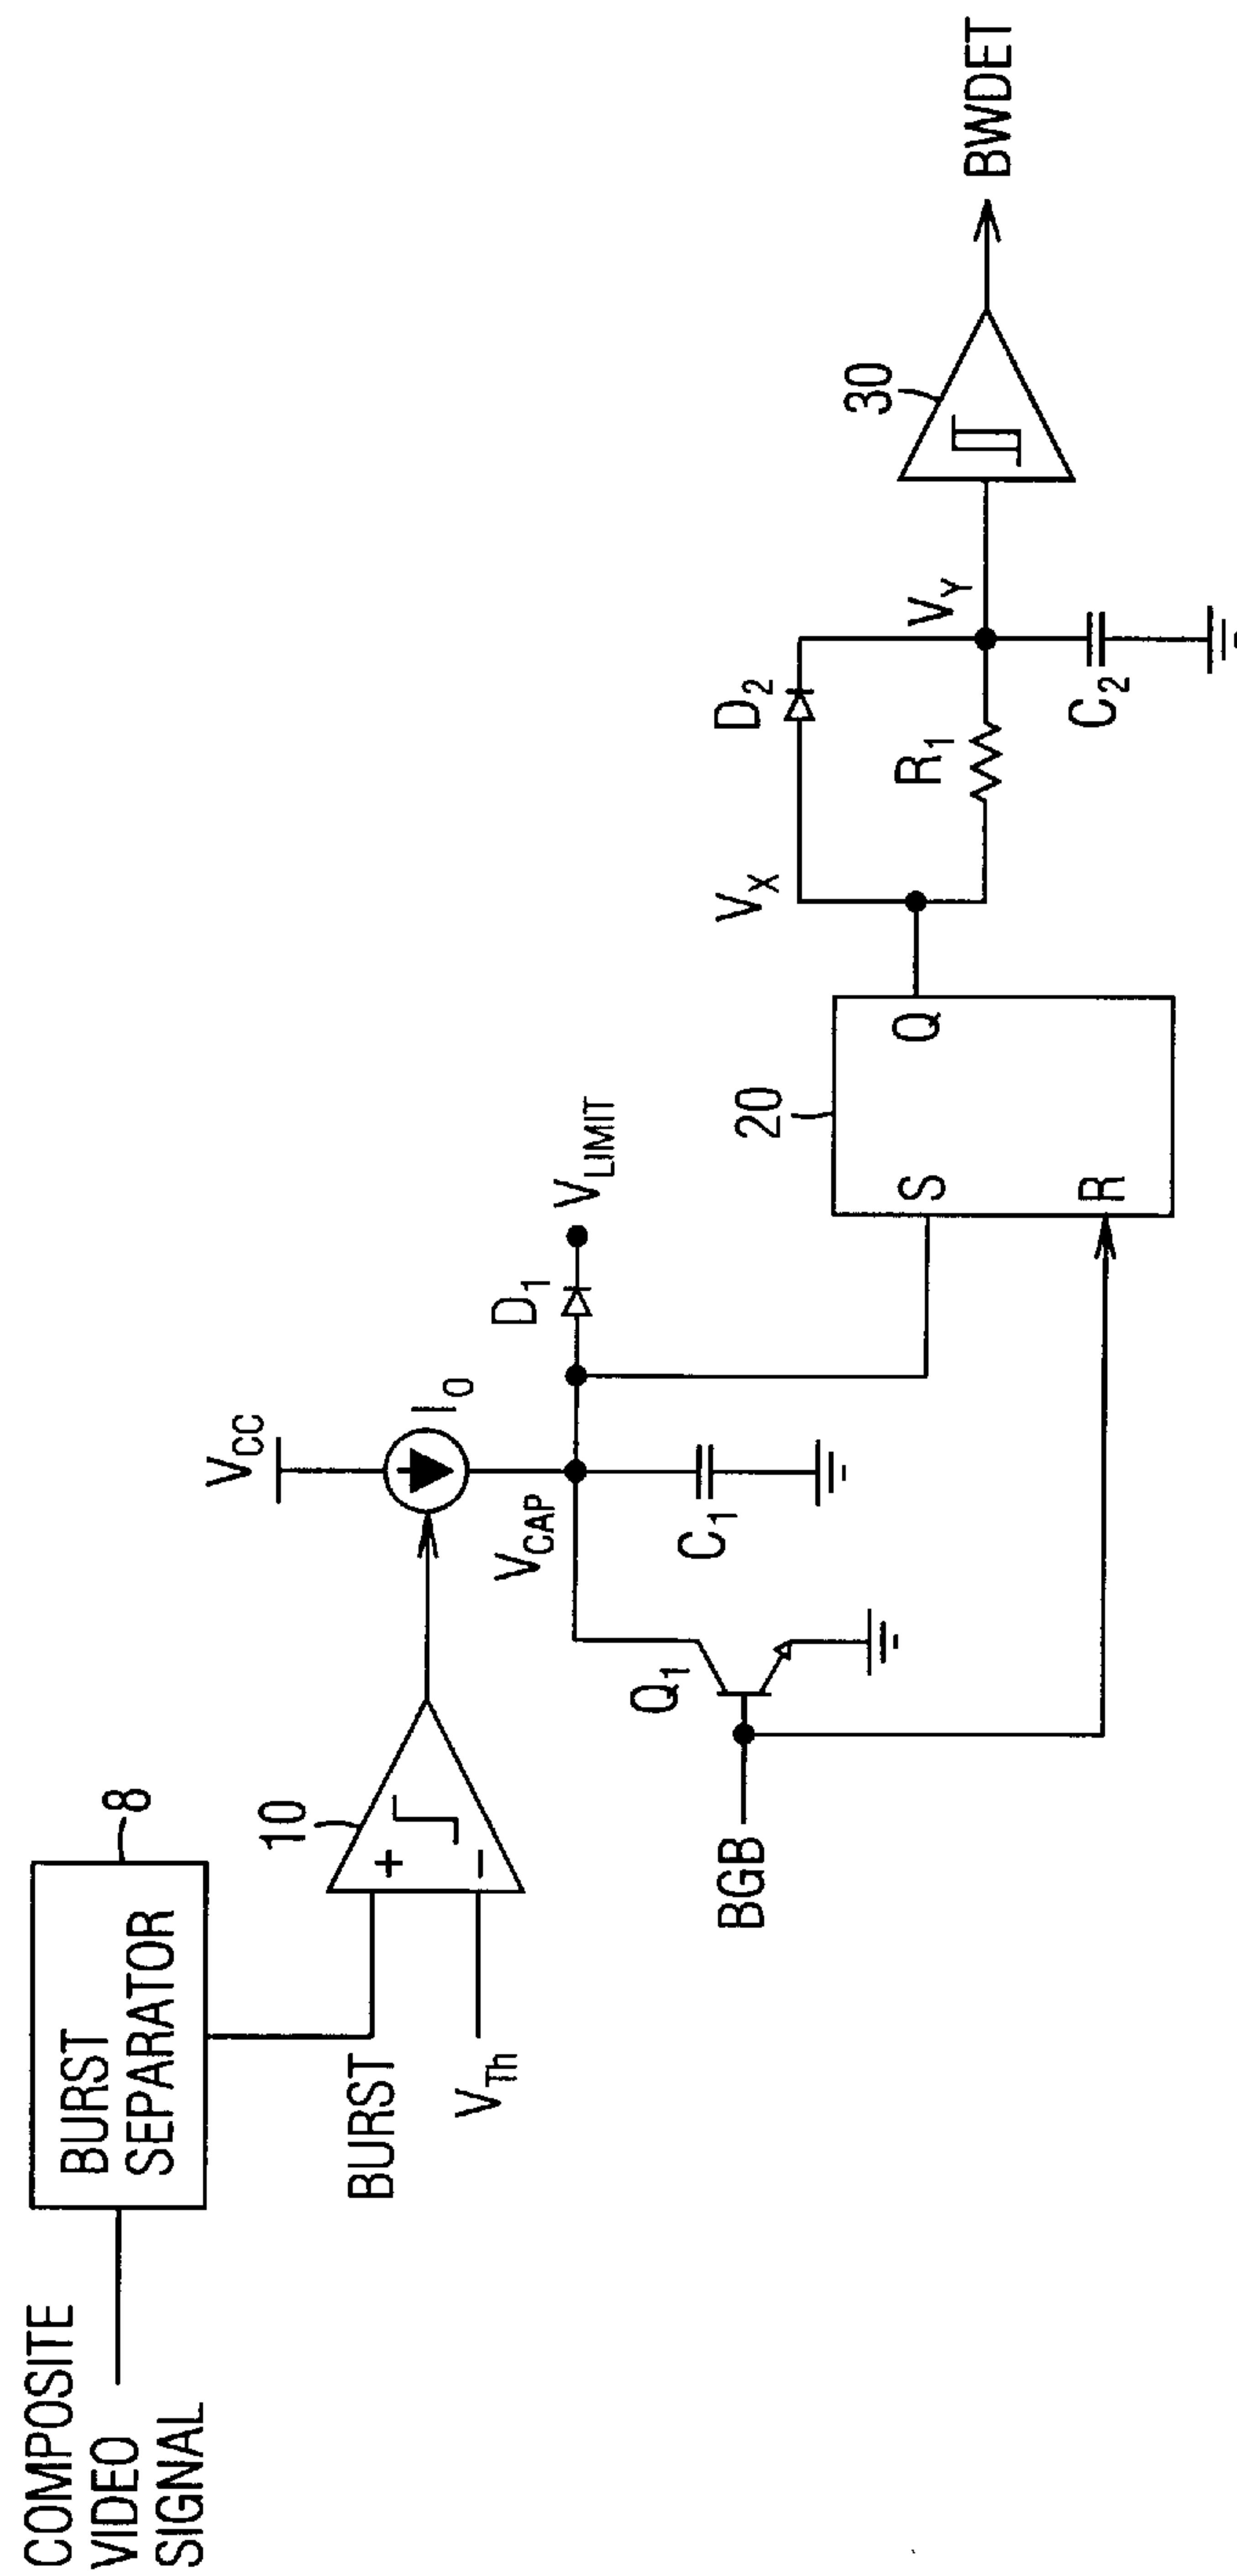 COMPOSITE
VIDEO
SIGNAL
BURST
SEPARATOR
8
BURST
V_Th
10
+
−
V_CC
I_O
V_CAP
C_1
Q_1
BGB
D_1
V_LIMIT
20
S
R
Q
V_X
D_2
R_1
V_Y
C_2
30
BWDET